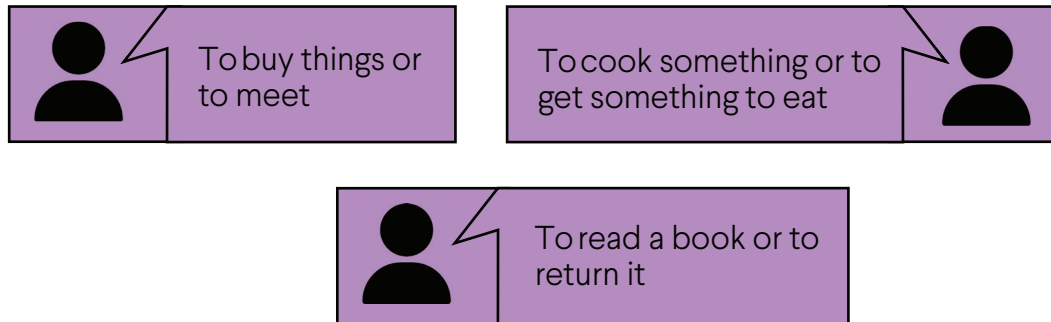 To buy things or
to meet
To cook something or to
get something to eat
To read a book or to
return it